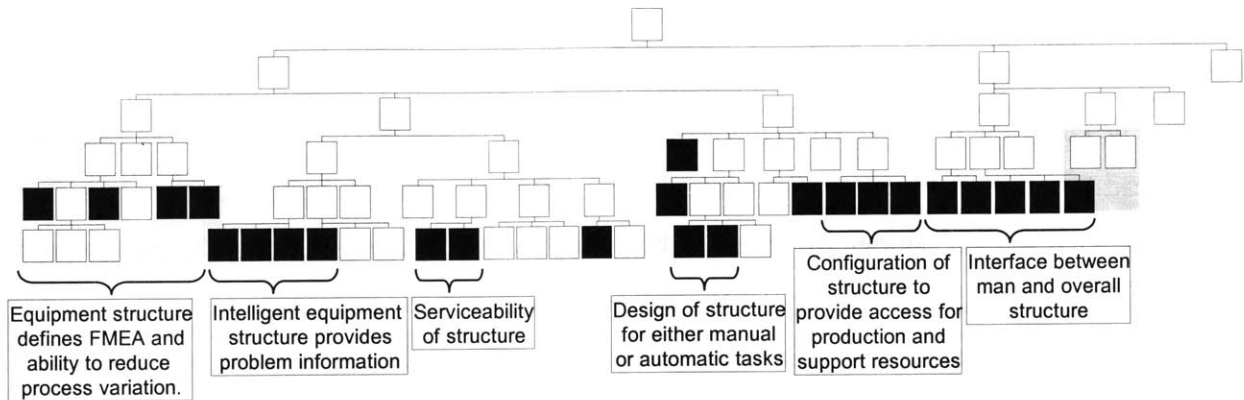 Equipment structure
defines FMEA and
ability to reduce
process variation.
Intelligent equipment
structure provides
problem information
Serviceability
of structure
Design of structure
for either manual
or automatic tasks
Configuration of
structure to
provide access for
production and
support resources
Interface between
man and overall
structure